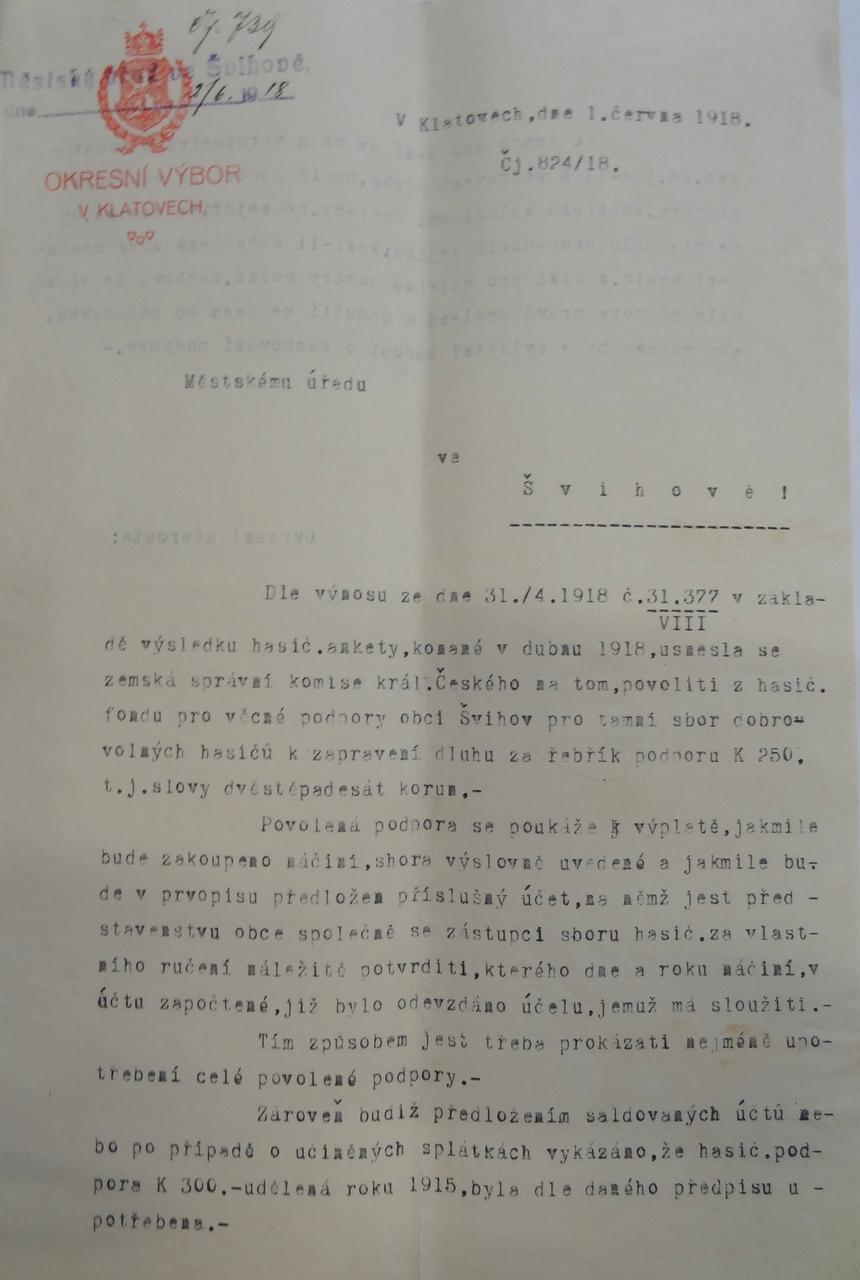 čj. 739
Městský úřad ve Švihově,
dne 2/6. 1918
OKRESNÍ VÝBOR
V KLATOVECH.
V Klatovech,dne 1.června 1918.
Čj.824/18.
Městskému úřadu
ve
Švihově!
Okresní starosta:
Dle výnosu ze dne 31./4.1918 č.31.377 v zákla-
VIII
dě výsledku hasič.ankety,konané v dubnu 1918,usnesla se
zemská správní komise král.Českého na tom,povoliti z hasič.
fondu pro věcné podpory obci Švihov pro tamní sbor dobro-
volných hasičů k zapravení dluhu za řebřík podporu K 250,
t.j.slovy dvěstěpadesát korun.-
Povolená podpora se poukáže k výplatě,jakmile
bude zakoupeno náčiní,shora výslovně uvedené a jakmile bu-
de v prvopisu předložen příslušný účet,na němž jest před -
stavenstvu obce společně se zástupci sboru hasič.za vlast-
ního ručení náležitě potvrditi,kterého dne a roku náčiní,v
účtu započtené,již bylo odevzdáno účelu,jemuž má sloužiti.-
Tím způsobem jest třeba prokázati nejméně upo-
třebení celé povolené podpory.-
Zároveň budiž předložením saldovaných účtů ne-
bo po případě o učiněných splátkách vykázáno,že hasič.pod-
pora K 300.-udělená roku 1915,byla dle daného předpisu u -
potřebena.-